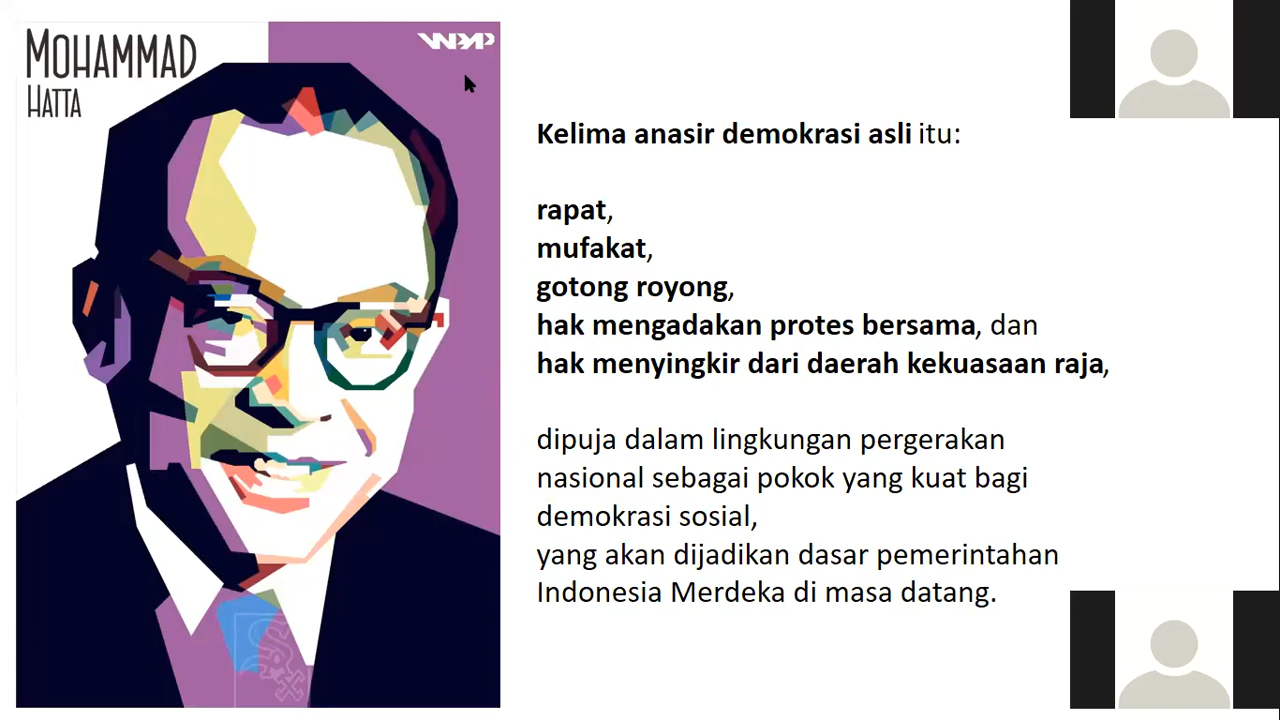 MOHAMMAD
HATTA
Kelima anasir demokrasi asli itu:
rapat,
mufakat,
gotong royong,
hak mengadakan protes bersama, dan
hak menyingkir dari daerah kekuasaan raja,
dipuja dalam lingkungan pergerakan
nasional sebagai pokok yang kuat bagi
demokrasi sosial,
yang akan dijadikan dasar pemerintahan
Indonesia Merdeka di masa datang.